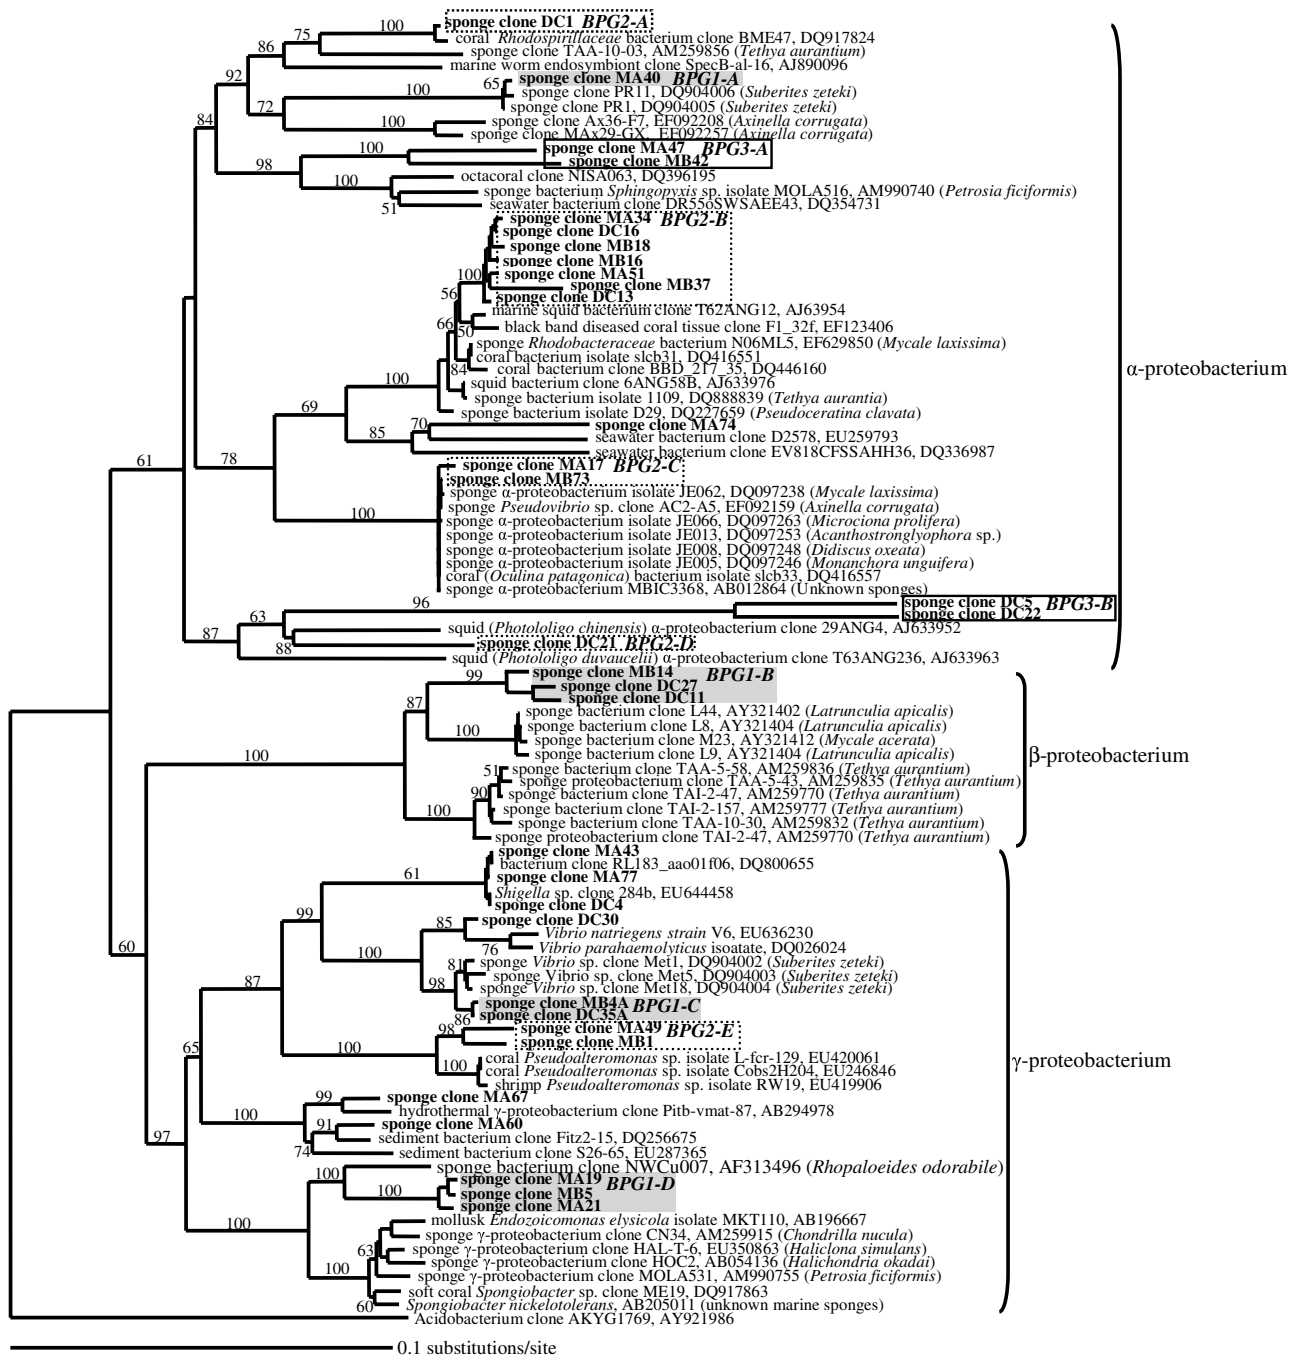 sponge clone DC1 BPG2-A
coral Rhodospirillaceae bacterium clone BME47, DQ917824
sponge clone TAA-10-03, AM259856 (Tethya aurantium)
marine worm endosymbiont clone SpecB-al-16, AJ890096
sponge clone MA40 BPG1-A
sponge clone PR11, DQ904006 (Suberites zeteki)
sponge clone PR1, DQ904005 (Suberites zeteki)
sponge clone Ax36-F7, EF092208 (Axinella corrugata)
sponge clone MAx29-GX, EF092257 (Axinella corrugata)
sponge clone MA47 BPG3-A
sponge clone MB42
octacoral clone NISA063, DQ396195
sponge bacterium Sphingopyxis sp. isolate MOLA516, AM990740 (Petrosia ficiformis)
seawater bacterium clone DR55oSWSAEE43, DQ354731
sponge clone MA34 BPG2-B
sponge clone DC16
sponge clone MB18
sponge clone MB16
sponge clone MA51
sponge clone MB37
sponge clone DC13
marine squid bacterium clone T62ANG12, AJ63954
black band diseased coral tissue clone F1_32f, EF123406
sponge Rhodobacteraceae bacterium N06ML5, EF629850 (Mycale laxissima)
coral bacterium isolate slcb31, DQ416551
coral bacterium clone BBD_217_35, DQ446160
squid bacterium clone 6ANG58B, AJ633976
sponge bacterium isolate 1109, DQ888839 (Tethya aurantia)
sponge bacterium isolate D29, DQ227659 (Pseudoceratina clavata)
sponge clone MA74
seawater bacterium clone D2578, EU259793
seawater bacterium clone EV818CFSSAHH36, DQ336987
sponge clone MA17 BPG2-C
sponge clone MB73
sponge α-proteobacterium isolate JE062, DQ097238 (Mycale laxissima)
sponge Pseudovibrio sp. clone AC2-A5, EF092159 (Axinella corrugata)
sponge α-proteobacterium isolate JE066, DQ097263 (Microciona prolifera)
sponge α-proteobacterium isolate JE013, DQ097253 (Acanthostronglyophora sp.)
sponge α-proteobacterium isolate JE008, DQ097248 (Didiscus oxeata)
sponge α-proteobacterium isolate JE005, DQ097246 (Monanchora unguifera)
coral (Oculina patagonica) bacterium isolate slcb33, DQ416557
sponge α-proteobacterium MBIC3368, AB012864 (Unknown sponges)
sponge clone DC5 BPG3-B
sponge clone DC22
squid (Photololigo chinensis) α-proteobacterium clone 29ANG4, AJ633952
sponge clone DC21 BPG2-D
squid (Photololigo duvaucelii) α-proteobacterium clone T63ANG236, AJ633963
α-proteobacterium
sponge clone MB14 BPG1-B
sponge clone DC27
sponge clone DC11
sponge bacterium clone L44, AY321402 (Latrunculia apicalis)
sponge bacterium clone L8, AY321404 (Latrunculia apicalis)
sponge bacterium clone M23, AY321412 (Mycale acerata)
sponge bacterium clone L9, AY321404 (Latrunculia apicalis)
sponge bacterium clone TAA-5-58, AM259836 (Tethya aurantium)
sponge proteobacterium clone TAA-5-43, AM259835 (Tethya aurantium)
sponge bacterium clone TAI-2-47, AM259770 (Tethya aurantium)
sponge bacterium clone TAI-2-157, AM259777 (Tethya aurantium)
sponge bacterium clone TAA-10-30, AM259832 (Tethya aurantium)
sponge proteobacterium clone TAI-2-47, AM259770 (Tethya aurantium)
β-proteobacterium
sponge clone MA43
bacterium clone RL183_aao01f06, DQ800655
sponge clone MA77
Shigella sp. clone 284b, EU644458
sponge clone DC4
sponge clone DC30
Vibrio natriegens strain V6, EU636230
Vibrio parahaemolyticus isoatate, DQ026024
sponge Vibrio sp. clone Met1, DQ904002 (Suberites zeteki)
sponge Vibrio sp. clone Met5, DQ904003 (Suberites zeteki)
sponge Vibrio sp. clone Met18, DQ904004 (Suberites zeteki)
sponge clone MB4A BPG1-C
sponge clone DC35A
sponge clone MA49 BPG2-E
sponge clone MB1
coral Pseudoalteromonas sp. isolate L-fcr-129, EU420061
coral Pseudoalteromonas sp. isolate Cobs2H204, EU246846
shrimp Pseudoalteromonas sp. isolate RW19, EU419906
sponge clone MA67
hydrothermal γ-proteobacterium clone Pitb-vmat-87, AB294978
sponge clone MA60
sediment bacterium clone Fitz2-15, DQ256675
sediment bacterium clone S26-65, EU287365
sponge bacterium clone NWCu007, AF313496 (Rhopaloeides odorabile)
sponge clone MA19 BPG1-D
sponge clone MB5
sponge clone MA21
mollusk Endozoicomonas elysicola isolate MKT110, AB196667
sponge γ-proteobacterium clone CN34, AM259915 (Chondrilla nucula)
sponge γ-proteobacterium clone HAL-T-6, EU350863 (Haliclona simulans)
sponge γ-proteobacterium clone HOC2, AB054136 (Halichondria okadai)
sponge γ-proteobacterium clone MOLA531, AM990755 (Petrosia ficiformis)
soft coral Spongiobacter sp. clone ME19, DQ917863
Spongiobacter nickelotolerans, AB205011 (unknown marine sponges)
γ-proteobacterium
Acidobacterium clone AKYG1769, AY921986
0.1 substitutions/site
100
75
86
92
65
100
72
100
84
100
98
100
51
100
56
66
50
84
100
69
70
85
61
78
100
96
63
87
88
99
87
100
100
51
90
100
61
99
85
76
100
81
98
86
60
87
98
100
100
65
99
100
91
74
97
100
100
100
63
100
60